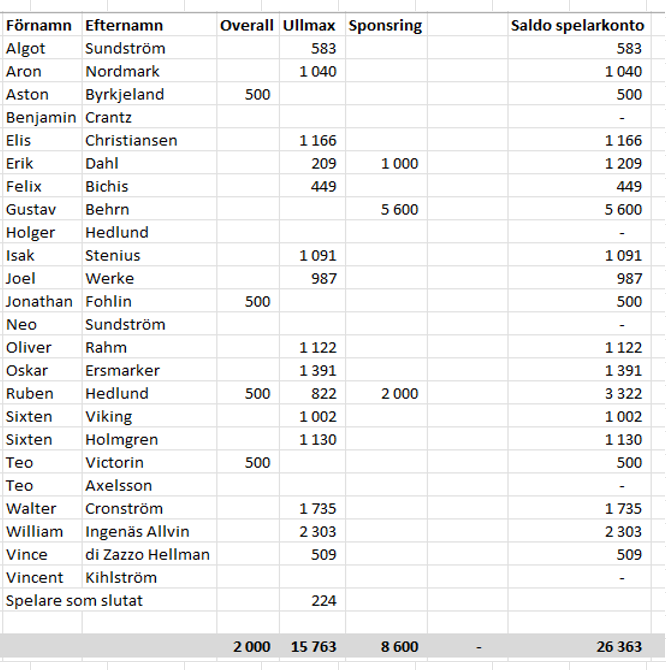 Förnamn Efternamn Overall Ullmax Sponsring Saldo spelarkonto
Algot Sundström 583 583
Aron Nordmark 1 040 1 040
Aston Byrkjeland 500 500
Benjamin Crantz -
Elis Christiansen 1 166 1 166
Erik Dahl 209 1 000 1 209
Felix Bichis 449 449
Gustav Behrn 5 600 5 600
Holger Hedlund -
Isak Stenius 1 091 1 091
Joel Werke 987 987
Jonathan Fohlin 500 500
Neo Sundström -
Oliver Rahm 1 122 1 122
Oskar Ersmarker 1 391 1 391
Ruben Hedlund 500 822 2 000 3 322
Sixten Viking 1 002 1 002
Sixten Holmgren 1 130 1 130
Teo Victorin 500 500
Teo Axelsson -
Walter Cronström 1 735 1 735
William Ingenäs Allvin 2 303 2 303
Vince di Zazzo Hellman 509 509
Vincent Kihlström -
Spelare som slutat 224
2 000 15 763 8 600 - 26 363